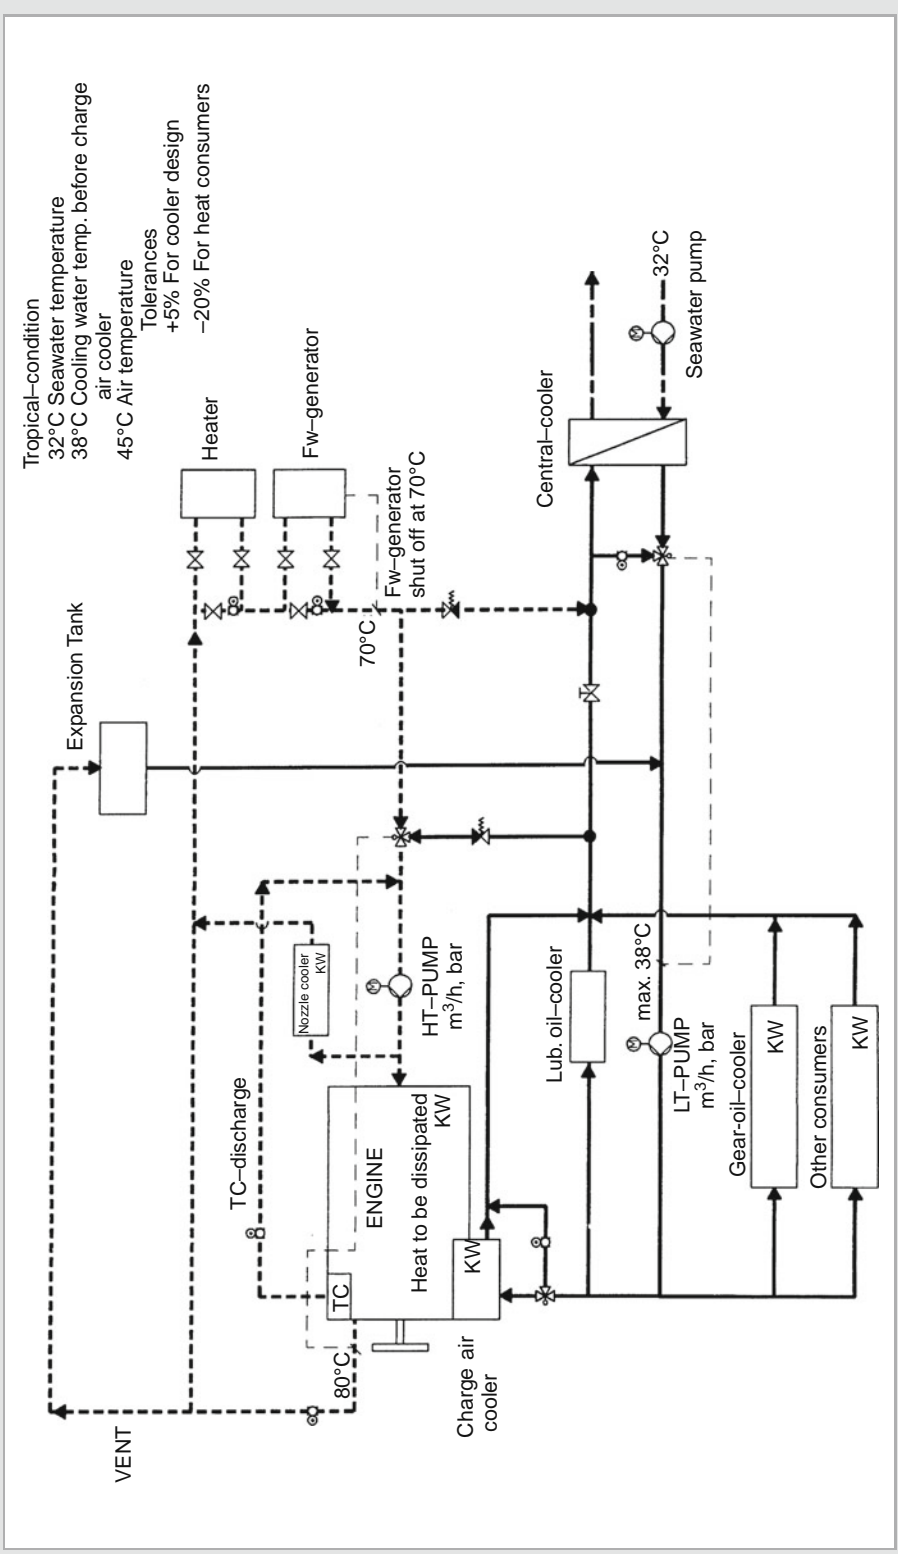 Tropical–condition
32°C Seawater temperature
38°C Cooling water temp. before charge
air cooler
45°C Air temperature
Tolerances
+5% For cooler design
–20% For heat consumers
Expansion Tank
Heater
Fw–generator
Fw–generator
shut off at 70°C
70°C
Central–cooler
32°C
Seawater pump
VENT
TC–discharge
Nozzle cooler
KW
HT–PUMP
m³/h, bar
80°C
TC
ENGINE
Heat to be dissipated
KW
KW
Charge air
cooler
Lub. oil–cooler
max. 38°C
LT–PUMP
m³/h, bar
Gear-oil–cooler
KW
Other consumers
KW
M
M
M